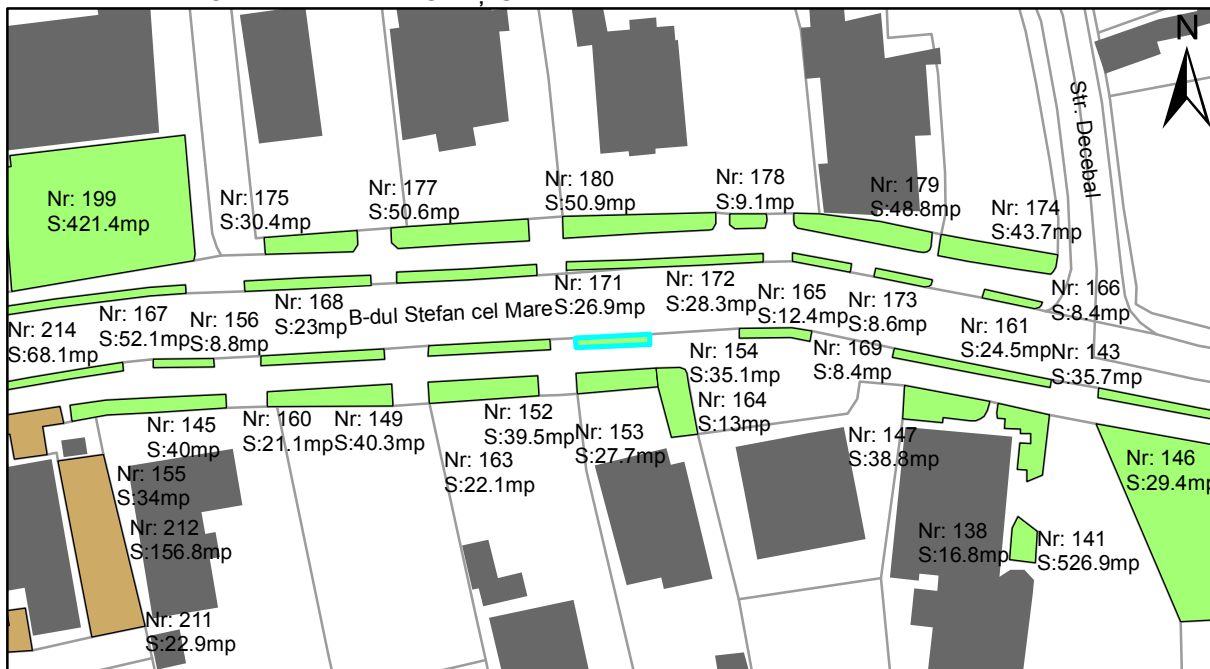 N
Str. Decebal
Nr: 199
S:421.4mp
Nr: 175
S:30.4mp
Nr: 177
S:50.6mp
Nr: 180
S:50.9mp
Nr: 178
S:9.1mp
Nr: 179
S:48.8mp
Nr: 174
S:43.7mp
Nr: 214
S:68.1mp
Nr: 167
S:52.1mp
Nr: 156
S:8.8mp
Nr: 168
S:23mp
B-dul Stefan cel Mare
Nr: 171
S:26.9mp
Nr: 172
S:28.3mp
Nr: 165
S:12.4mp
Nr: 173
S:8.6mp
Nr: 166
S:8.4mp
Nr: 161
S:24.5mp
Nr: 143
S:35.7mp
Nr: 154
S:35.1mp
Nr: 169
S:8.4mp
Nr: 164
S:13mp
Nr: 145
S:40mp
Nr: 160
S:21.1mp
Nr: 149
S:40.3mp
Nr: 152
S:39.5mp
Nr: 153
S:27.7mp
Nr: 163
S:22.1mp
Nr: 147
S:38.8mp
Nr: 146
S:29.4mp
Nr: 155
S:34mp
Nr: 212
S:156.8mp
Nr: 138
S:16.8mp
Nr: 141
S:526.9mp
Nr: 211
S:22.9mp